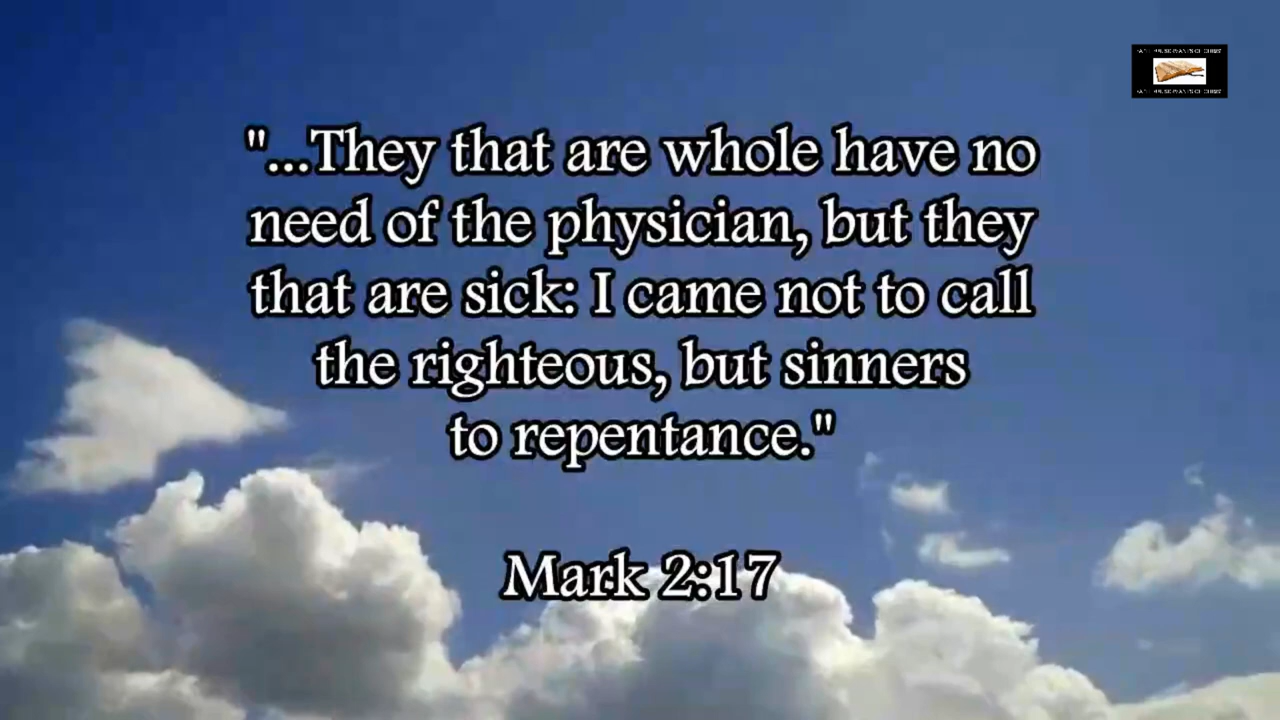 "...They that are whole have no
need of the physician, but they
that are sick: I came not to call
the righteous, but sinners
to repentance."
Mark 2:17